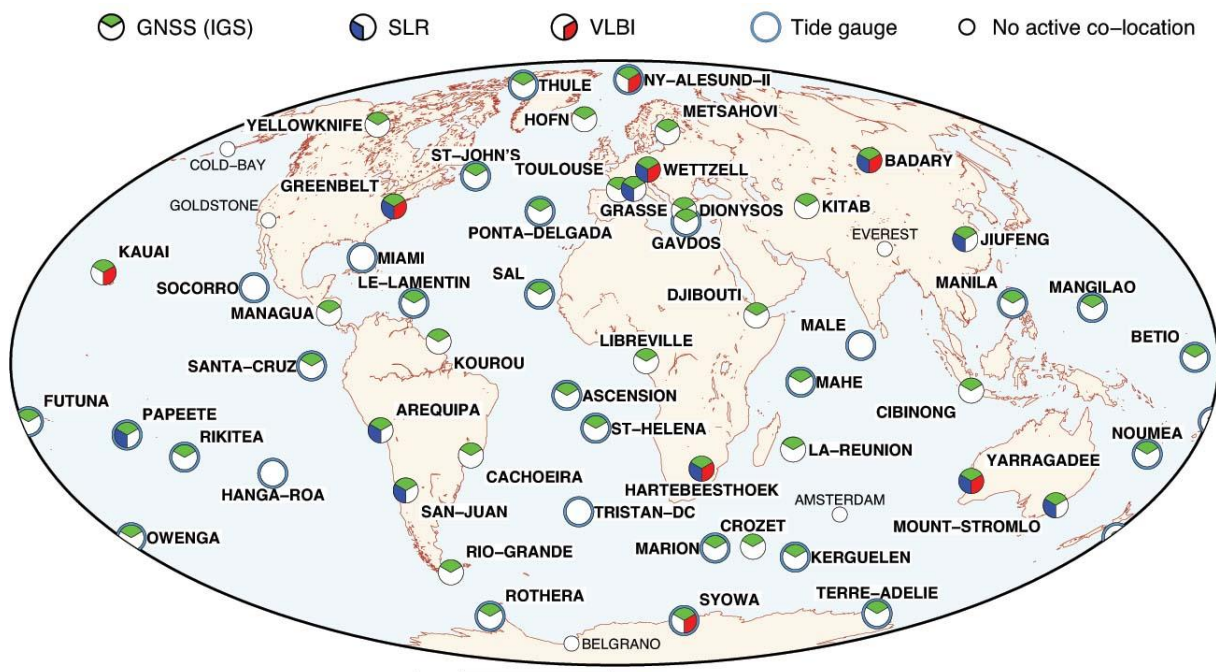 GNSS (IGS)
SLR
VLBI
Tide gauge
No active co-location
THULE
NY-ALESUND-II
HOFN
METSAHOVI
YELLOWKNIFE
COLD-BAY
ST-JOHN'S
TOULOUSE
WETTZELL
BADARY
GREENBELT
GOLDSTONE
GRASSE
DIONYSOS
KITAB
PONTA-DELGADA
GAVDOS
EVEREST
JIUFENG
KAUAI
MIAMI
SOCORRO
LE-LAMENTIN
SAL
DJIBOUTI
MANILA
MANGILAO
MANAGUA
MALE
BETIO
KOUROU
LIBREVILLE
SANTA-CRUZ
MAHE
FUTUNA
PAPEETE
AREQUIPA
ASCENSION
CIBINONG
RIKITEA
ST-HELENA
NOUMEA
LA-REUNION
YARRAGADEE
CACHOEIRA
HANGA-ROA
HARTEBEESTHOEK
AMSTERDAM
SAN-JUAN
TRISTAN-DC
MOUNT-STROMLO
CROZET
OWENGA
MARION
KERGUELEN
RIO-GRANDE
ROTHERA
SYOWA
TERRE-ADELIE
BELGRANO